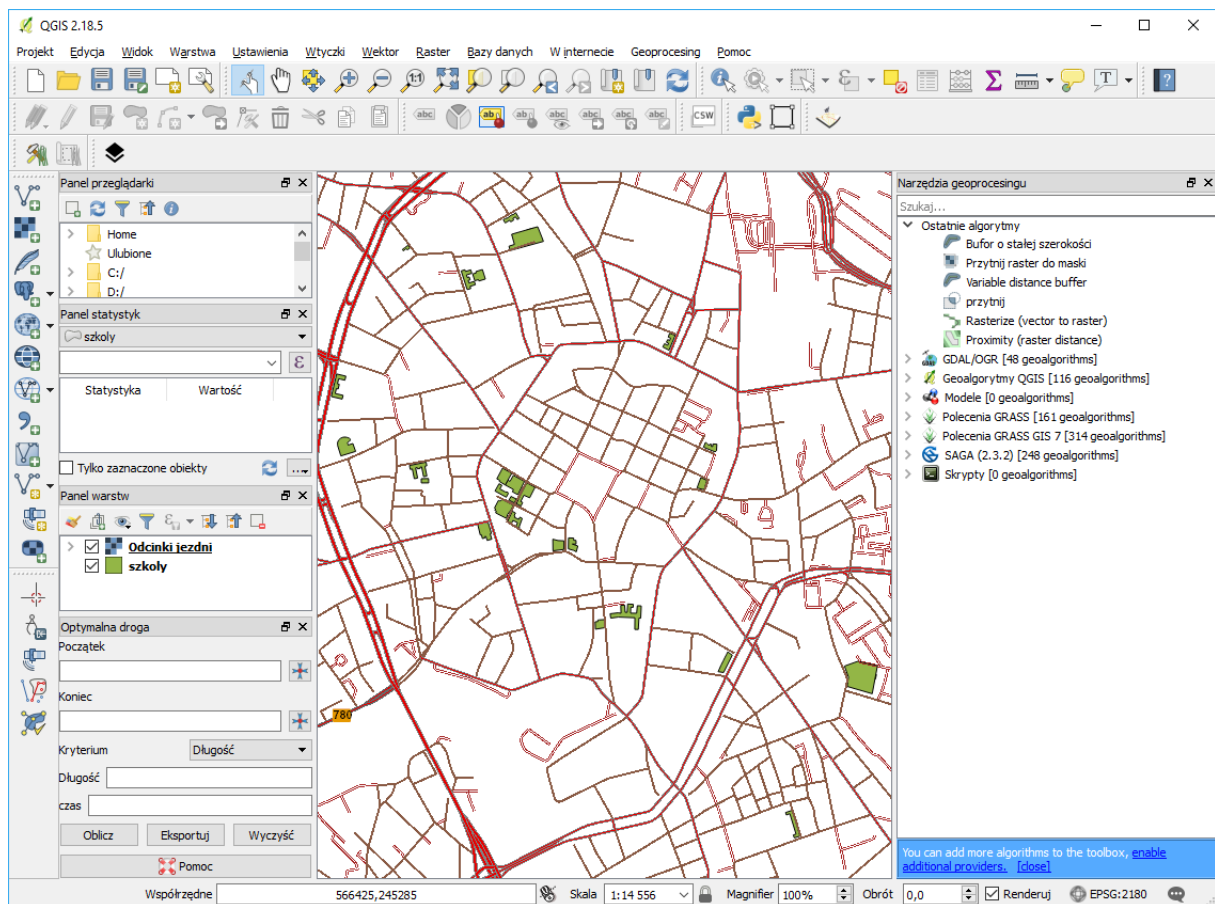 QGIS 2.18.5
Projekt Edycja Widok Warstwa Ustawienia Wtyczki Wektor Raster Bazy danych W internecie Geoprocesing Pomoc
1:1
T
?
abc
abc
CSW
Panel przeglądarki
Home
Ulubione
C:/
D:/
Panel statystyk
szkoly
ε
Statystyka Wartość
Tylko zaznaczone obiekty
...
Panel warstw
Odcinki jezdni
szkoly
Optymalna droga
Początek
Koniec
Kryterium Długość
Długość
czas
Oblicz Eksportuj Wyczyść
Pomoc
780
Narzędzia geoprocesingu
Szukaj...
Ostatnie algorytmy
Bufor o stałej szerokości
Przytnij raster do maski
Variable distance buffer
przytnij
Rasterize (vector to raster)
Proximity (raster distance)
GDAL/OGR [48 geoalgorithms]
Geoalgorytmy QGIS [116 geoalgorithms]
Modele [0 geoalgorithms]
Polecenia GRASS [161 geoalgorithms]
Polecenia GRASS GIS 7 [314 geoalgorithms]
SAGA (2.3.2) [248 geoalgorithms]
Skrypty [0 geoalgorithms]
You can add more algorithms to the toolbox, enable
additional providers. [close]
Współrzędne 566425,245285 Skala 1:14 556 Magnifier 100% Obrót 0,0 Renderuj EPSG:2180